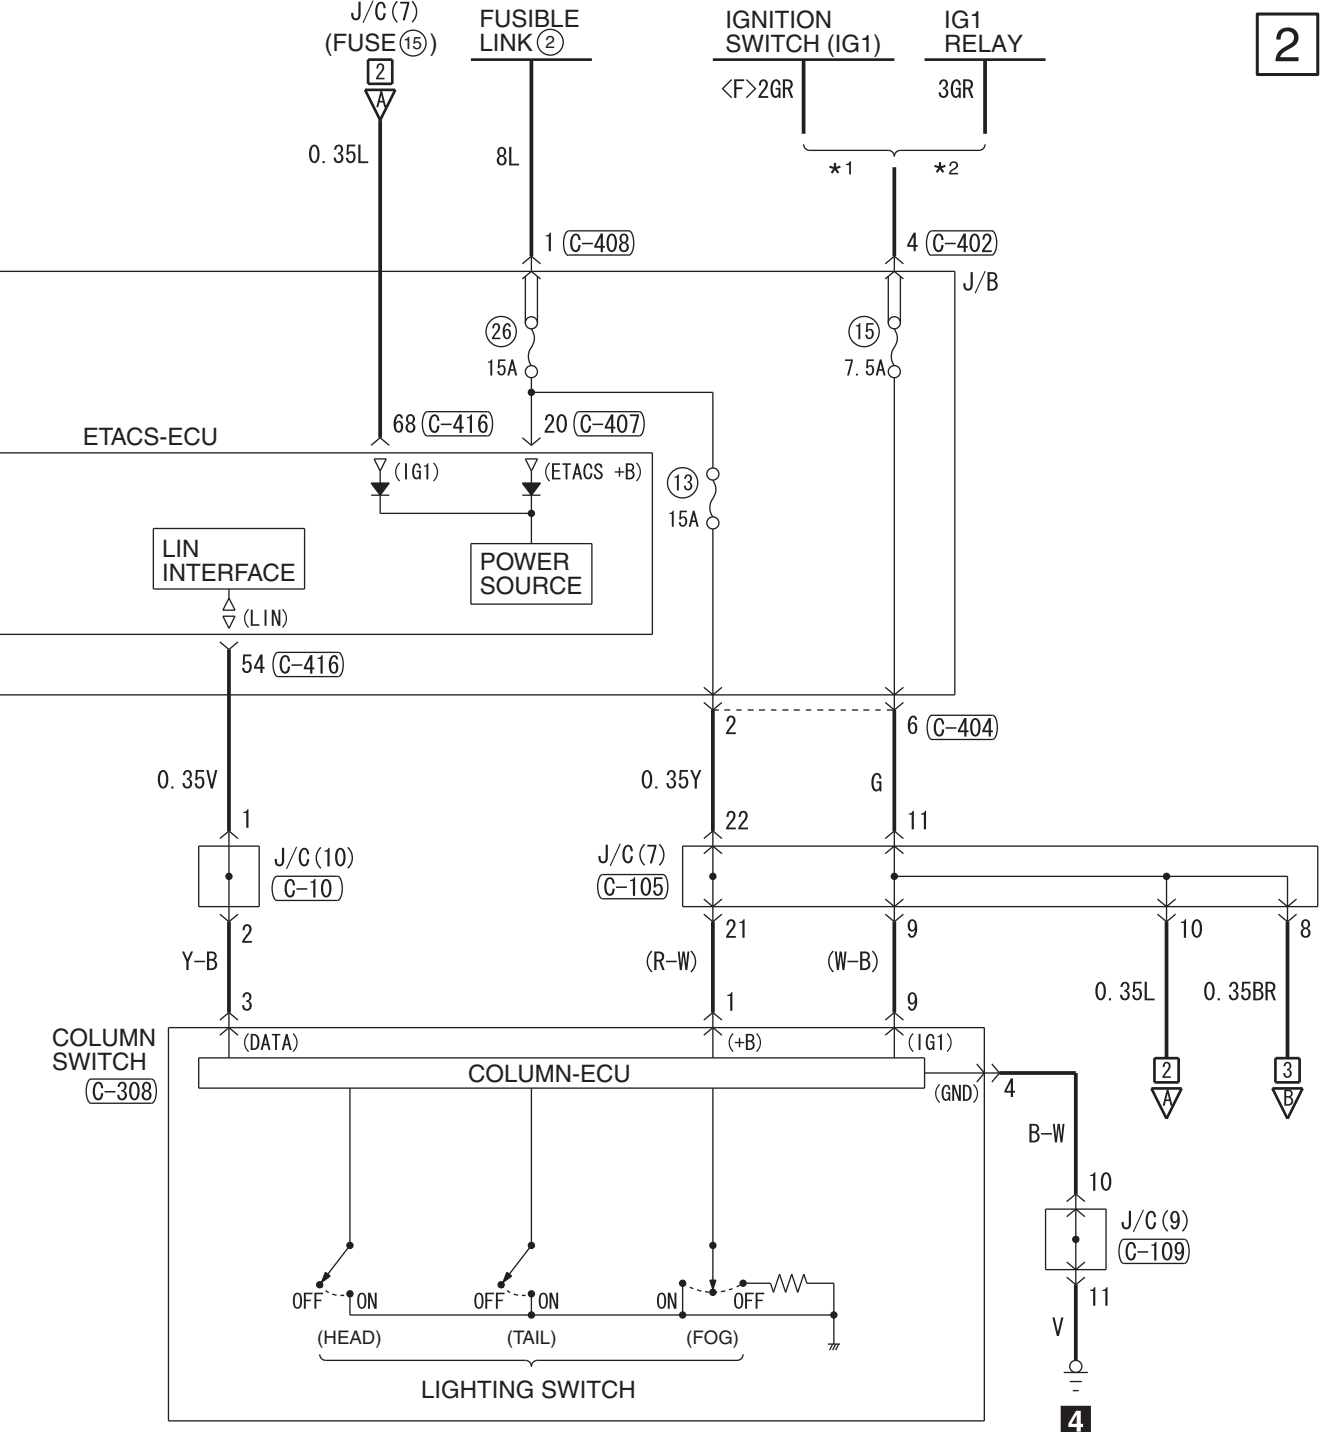 J/C(7)
(FUSE⑮)
FUSIBLE
LINK②
IGNITION
SWITCH (IG1)
IG1
RELAY
2
2
A
<F>2GR
3GR
0.35L
8L
*1
*2
1 C-408
4 C-402
J/B
26
15A
15
7.5A
68 C-416
20 C-407
ETACS-ECU
(IG1)
(ETACS +B)
13
15A
LIN
INTERFACE
POWER
SOURCE
(LIN)
54 C-416
2
6 C-404
0.35V
0.35Y
G
1
22
11
J/C(10)
C-10
J/C(7)
C-105
2
21
9
10
8
Y-B
(R-W)
(W-B)
0.35L
0.35BR
3
1
9
COLUMN
SWITCH
C-308
(DATA)
(+B)
(IG1)
2
A
3
B
COLUMN-ECU
(GND)
4
B-W
10
J/C(9)
C-109
11
V
OFF ON
OFF ON
ON OFF
(HEAD)
(TAIL)
(FOG)
LIGHTING SWITCH
4